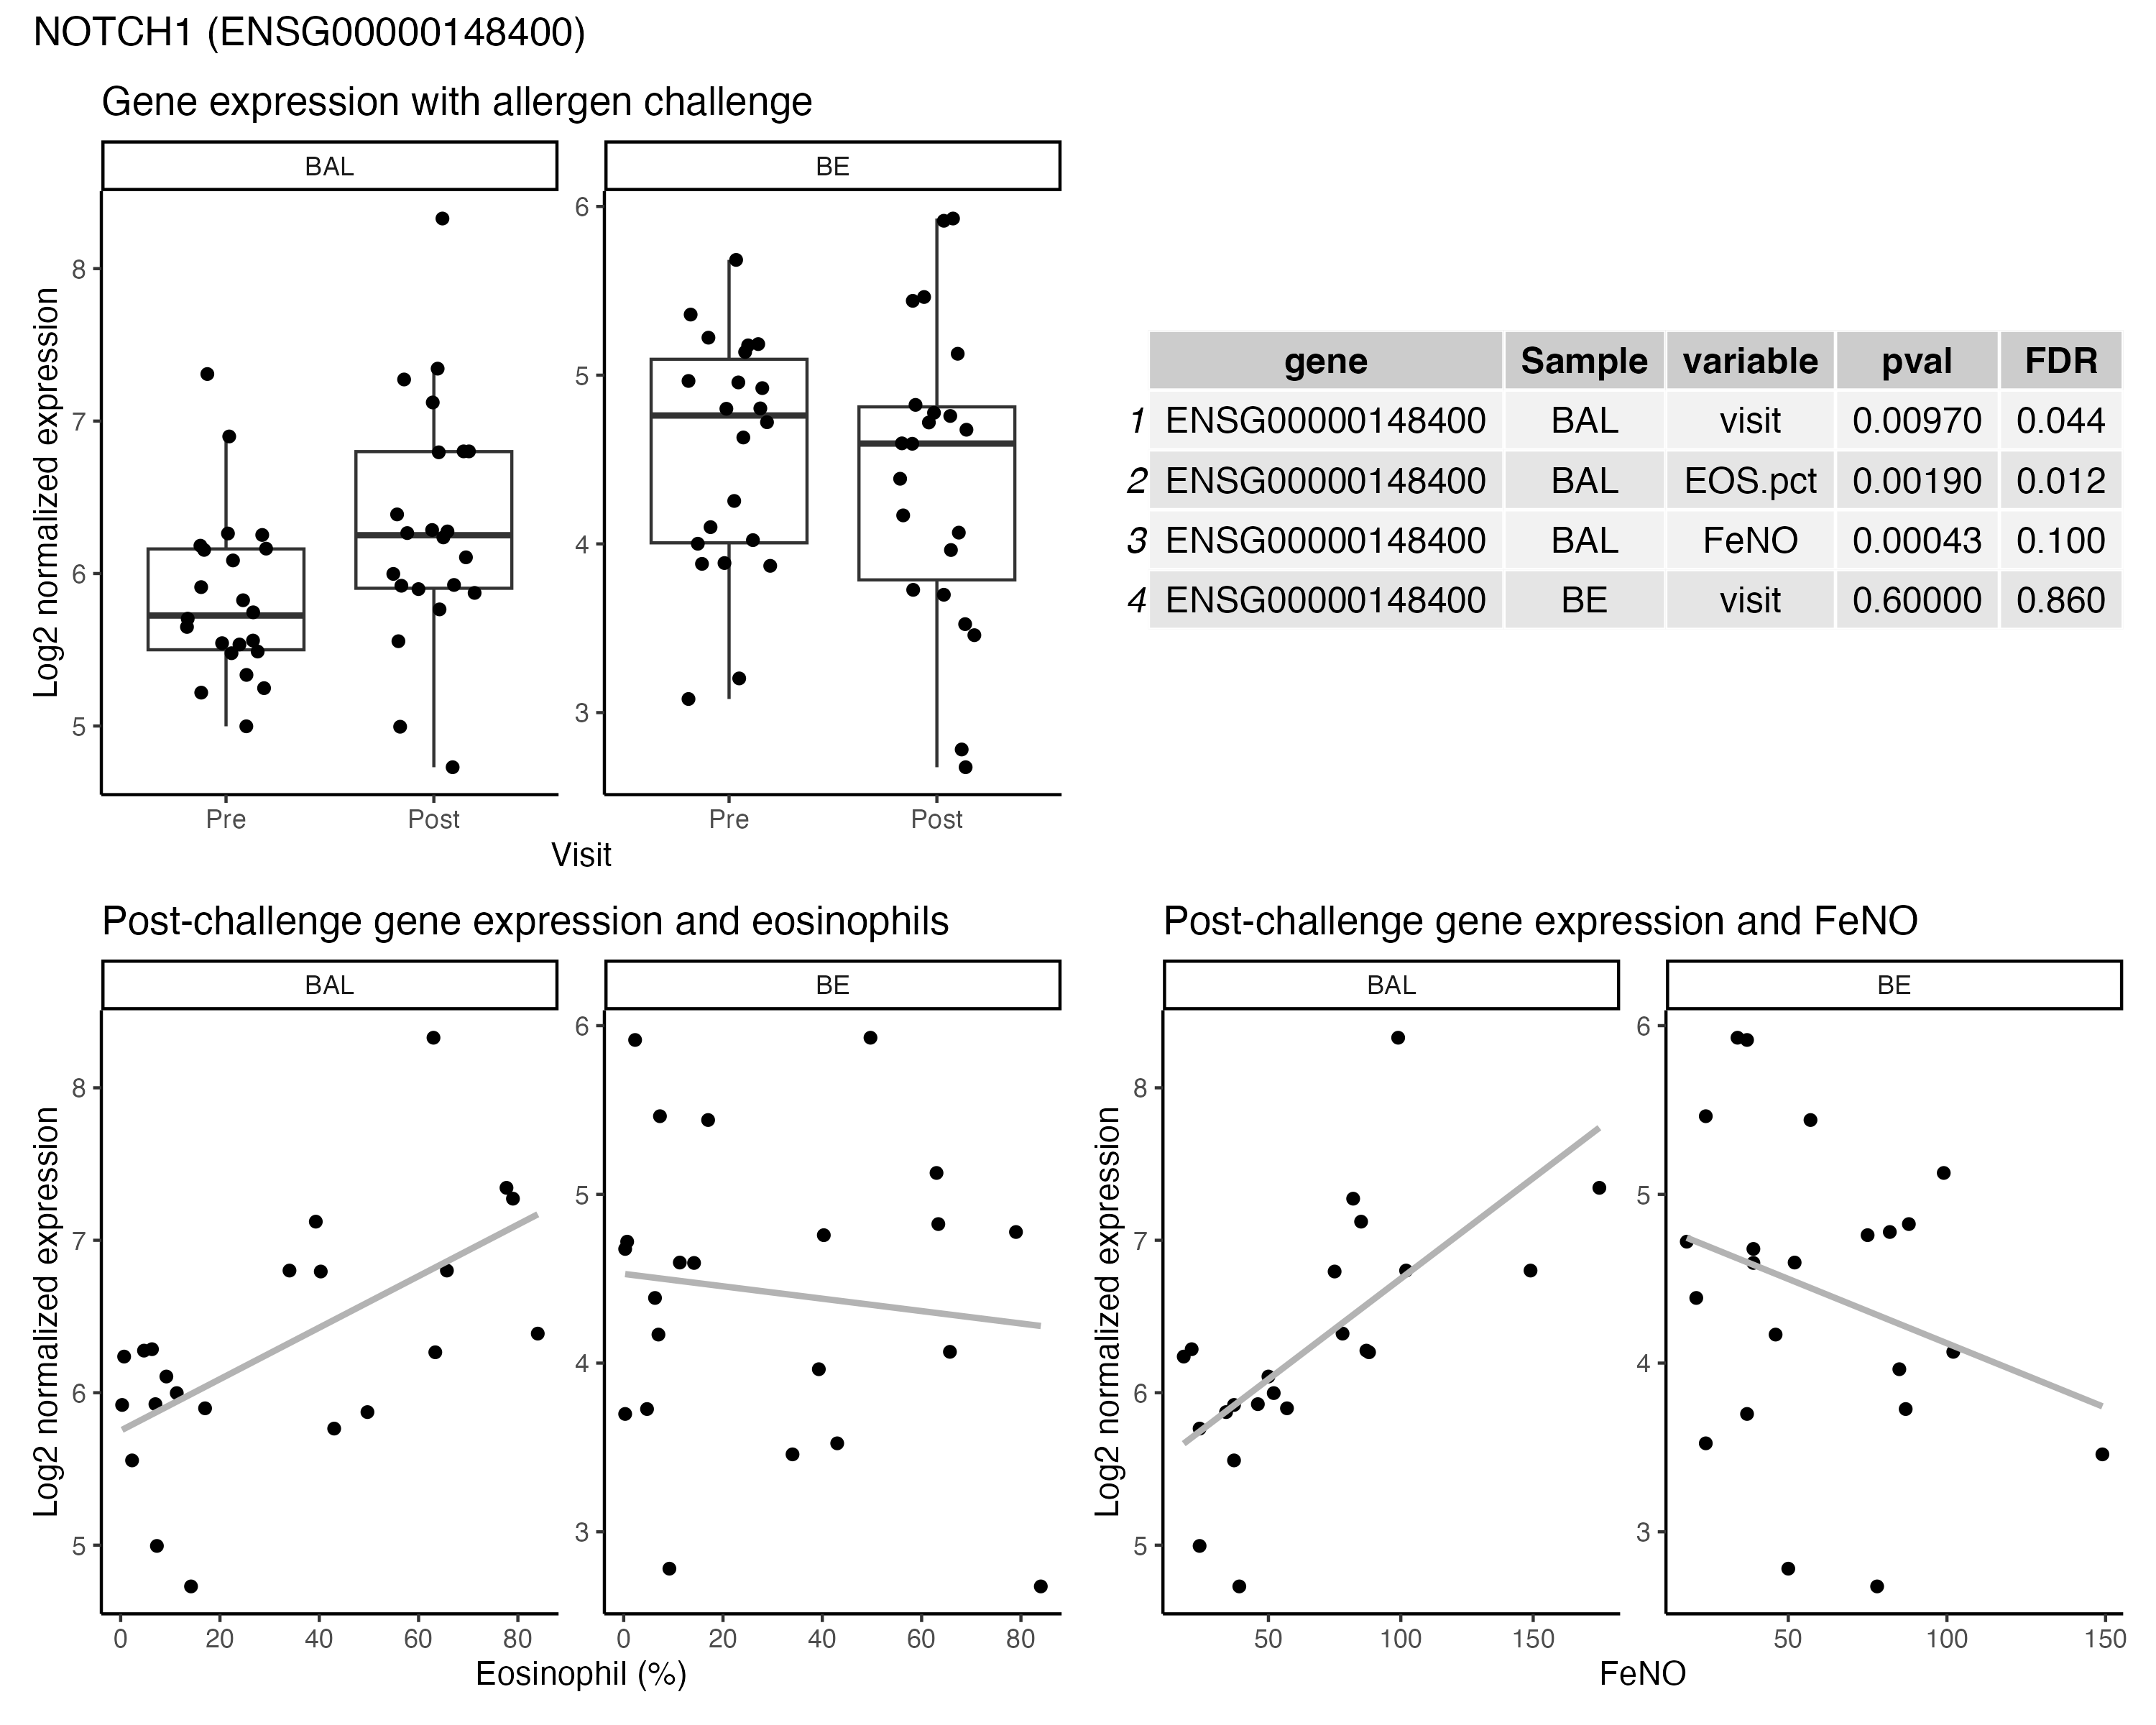 NOTCH1 (ENSG00000148400)
Gene expression with allergen challenge
BAL
BE
Log2 normalized expression
8
7
6
5
6
5
4
3
Pre
Post
Pre
Post
Visit
gene Sample variable pval FDR
1 ENSG00000148400 BAL visit 0.00970 0.044
2 ENSG00000148400 BAL EOS.pct 0.00190 0.012
3 ENSG00000148400 BAL FeNO 0.00043 0.100
4 ENSG00000148400 BE visit 0.60000 0.860
Post-challenge gene expression and eosinophils
BAL
BE
Log2 normalized expression
8
7
6
5
6
5
4
3
0 20 40 60 80
0 20 40 60 80
Eosinophil (%)
Post-challenge gene expression and FeNO
BAL
BE
Log2 normalized expression
8
7
6
5
6
5
4
3
50 100 150
50 100 150
FeNO